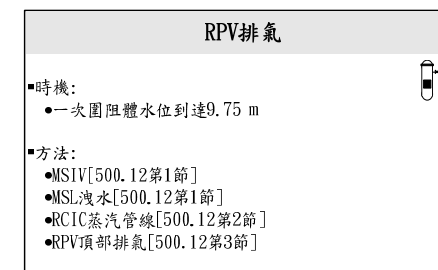 RPV排氣
▪時機:
●一次圍阻體水位到達9.75 m
▪方法:
●MSIV[500.12第1節]
●MSL洩水[500.12第1節]
●RCIC蒸汽管線[500.12第2節]
●RPV頂部排氣[500.12第3節]